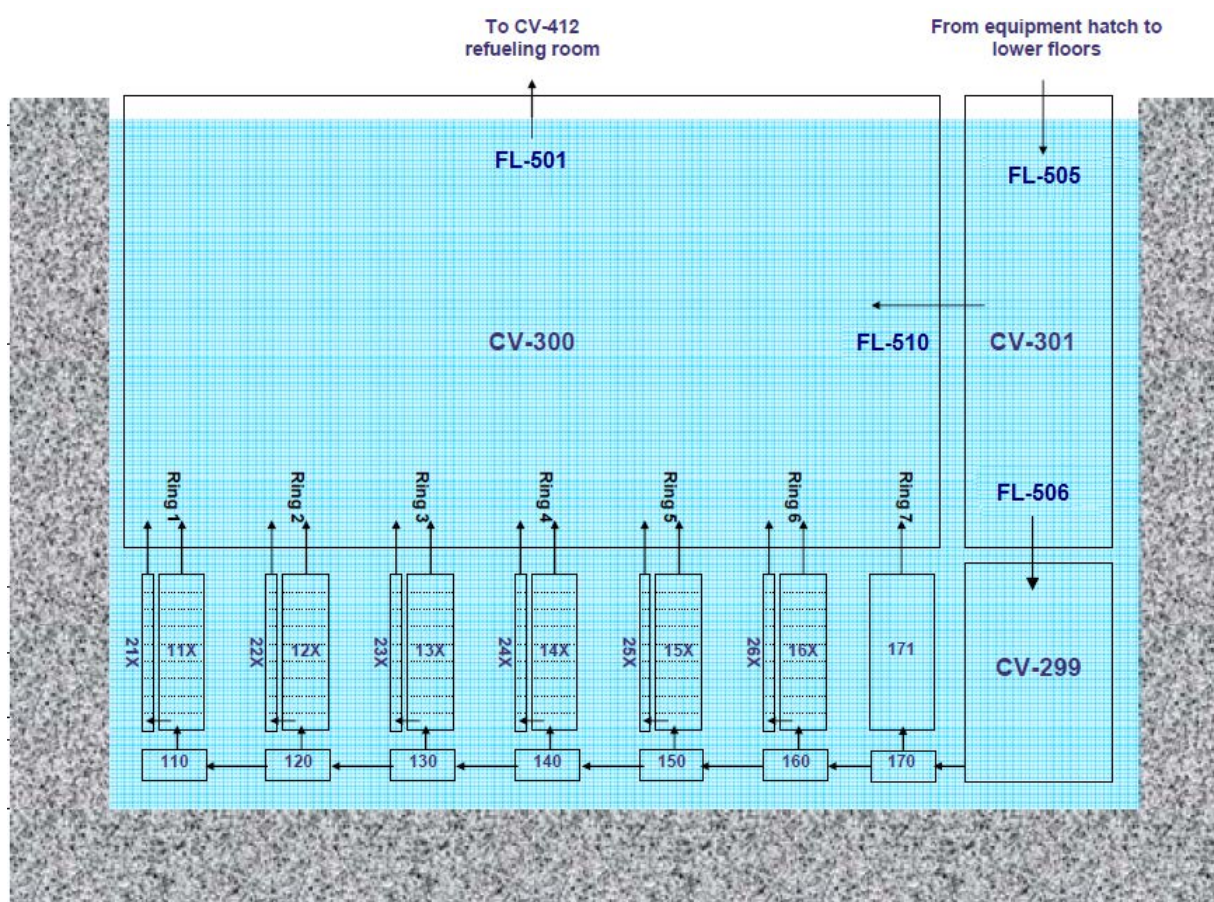 To CV-412
refueling room
From equipment hatch to
lower floors
FL-501
FL-505
CV-300
FL-510
CV-301
FL-506
Ring 1
Ring 2
Ring 3
Ring 4
Ring 5
Ring 6
Ring 7
21X
11X
22X
12X
23X
13X
24X
14X
25X
15X
26X
16X
171
CV-299
110
120
130
140
150
160
170